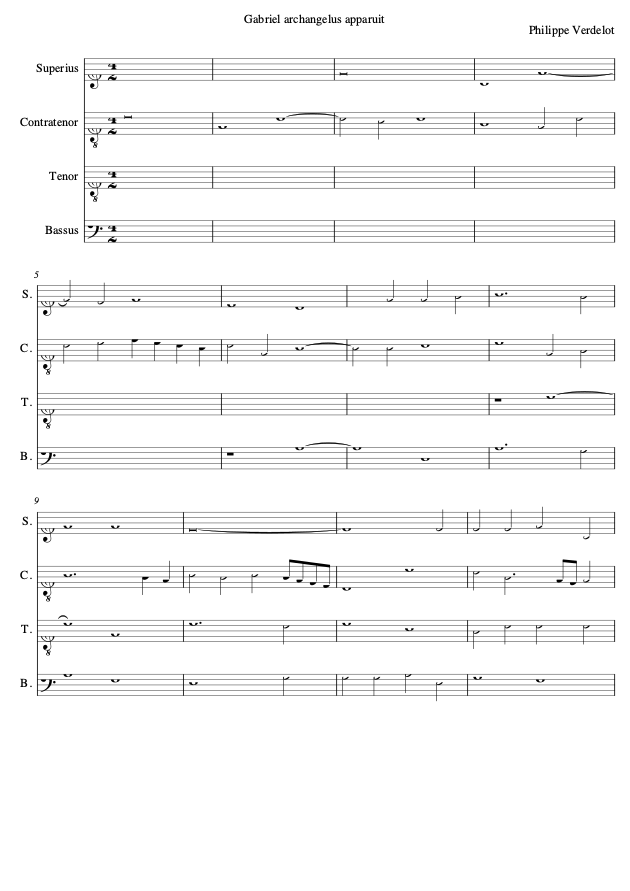 Gabriel archangelus apparuit
Philippe Verdelot
Superius
Contratenor
Tenor
Bassus
5
S.
C.
T.
B.
9
S.
C.
T.
B.